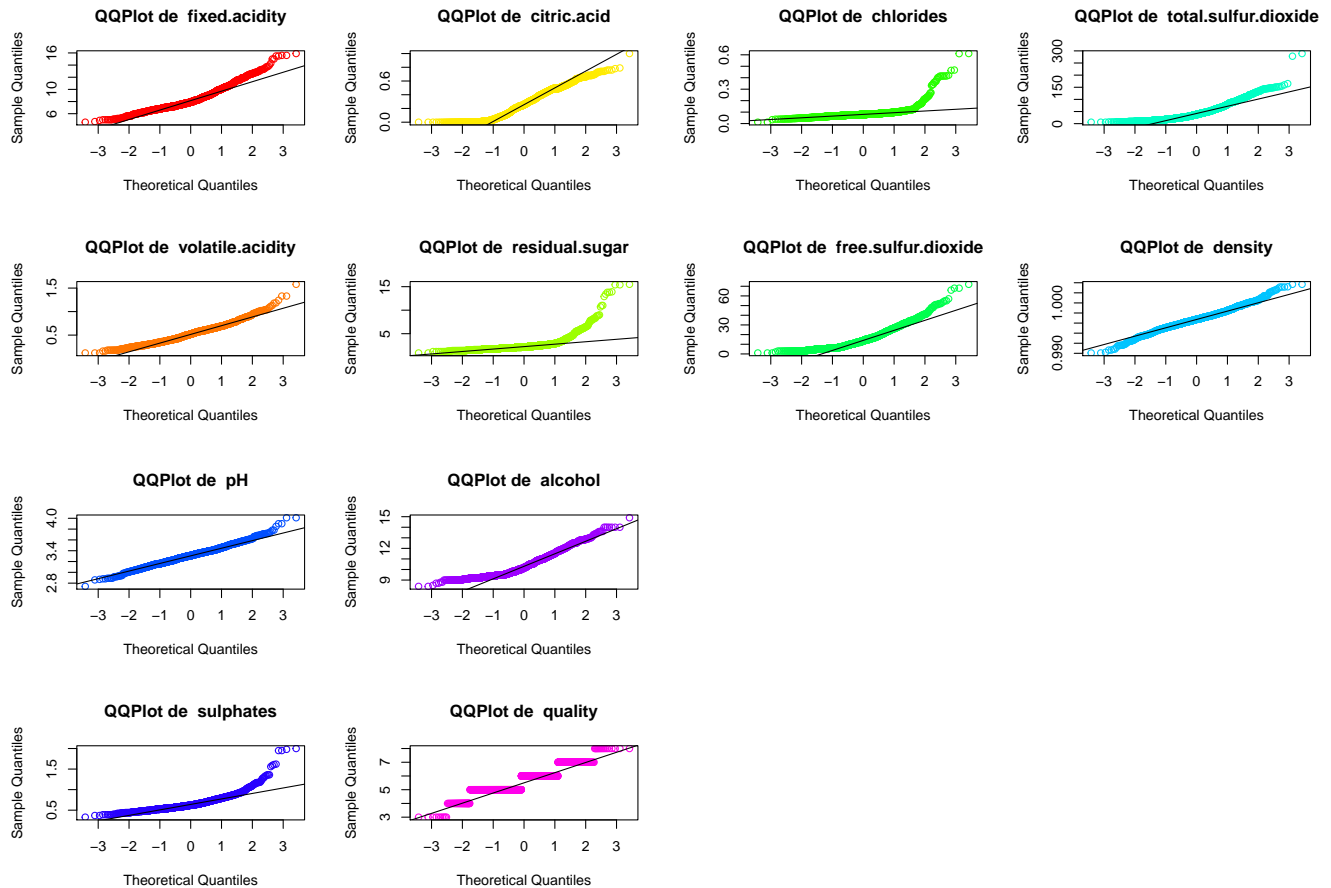 QQPlot de  fixed.acidity
Sample Quantiles
6 10 16
−3 −2 −1 0 1 2 3
Theoretical Quantiles
QQPlot de  citric.acid
Sample Quantiles
0.0 0.6
−3 −2 −1 0 1 2 3
Theoretical Quantiles
QQPlot de  chlorides
Sample Quantiles
0.0 0.3 0.6
−3 −2 −1 0 1 2 3
Theoretical Quantiles
QQPlot de  total.sulfur.dioxide
Sample Quantiles
0 150 300
−3 −2 −1 0 1 2 3
Theoretical Quantiles
QQPlot de  volatile.acidity
Sample Quantiles
0.5 1.5
−3 −2 −1 0 1 2 3
Theoretical Quantiles
QQPlot de  residual.sugar
Sample Quantiles
5 15
−3 −2 −1 0 1 2 3
Theoretical Quantiles
QQPlot de  free.sulfur.dioxide
Sample Quantiles
0 30 60
−3 −2 −1 0 1 2 3
Theoretical Quantiles
QQPlot de  density
Sample Quantiles
0.990 1.000
−3 −2 −1 0 1 2 3
Theoretical Quantiles
QQPlot de  pH
Sample Quantiles
2.8 3.4 4.0
−3 −2 −1 0 1 2 3
Theoretical Quantiles
QQPlot de  alcohol
Sample Quantiles
9 12 15
−3 −2 −1 0 1 2 3
Theoretical Quantiles
QQPlot de  sulphates
Sample Quantiles
0.5 1.5
−3 −2 −1 0 1 2 3
Theoretical Quantiles
QQPlot de  quality
Sample Quantiles
3 5 7
−3 −2 −1 0 1 2 3
Theoretical Quantiles